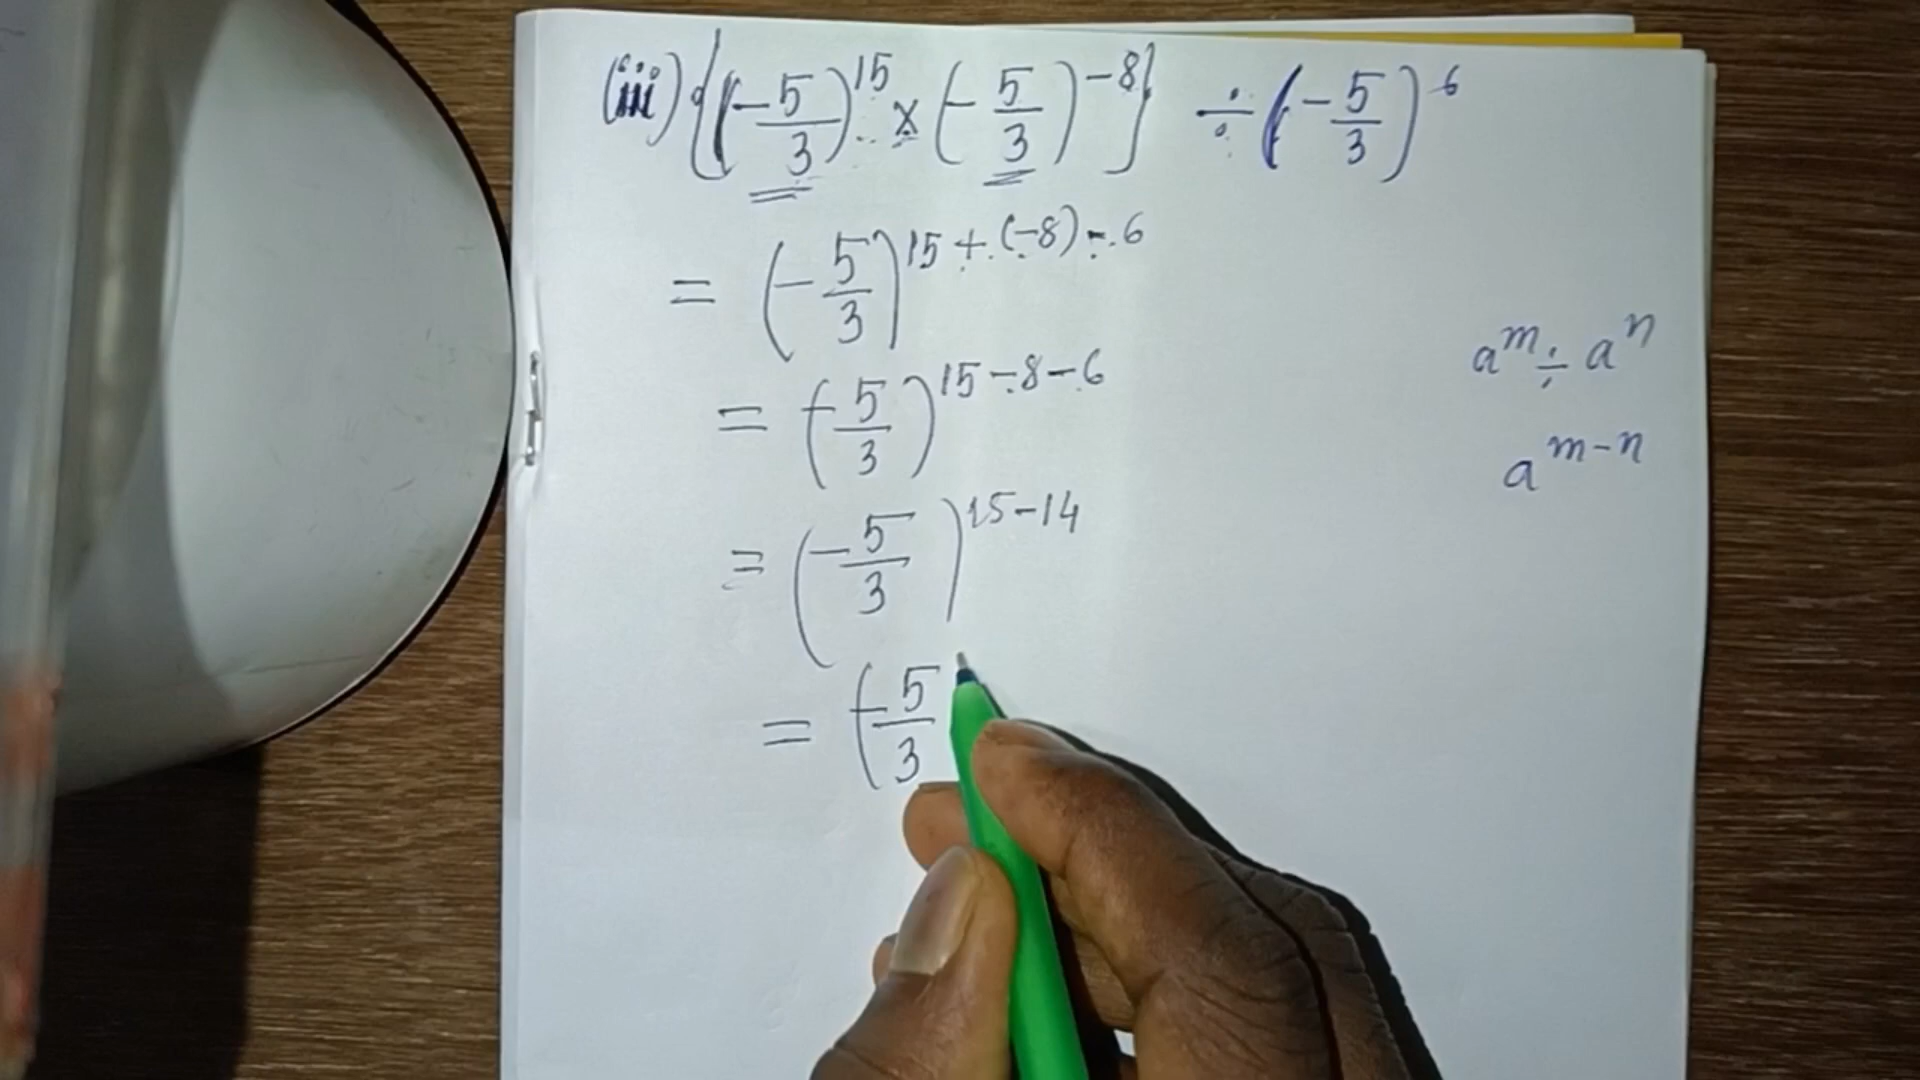 (iii) {(-5/3)^15 × (-5/3)^-8} ÷ (-5/3)^6
= (-5/3)^15 + (-8) - 6
= (-5/3)^15 - 8 - 6
= (-5/3)^15 - 14
= (-5/3
a^m ÷ a^n
a^m-n